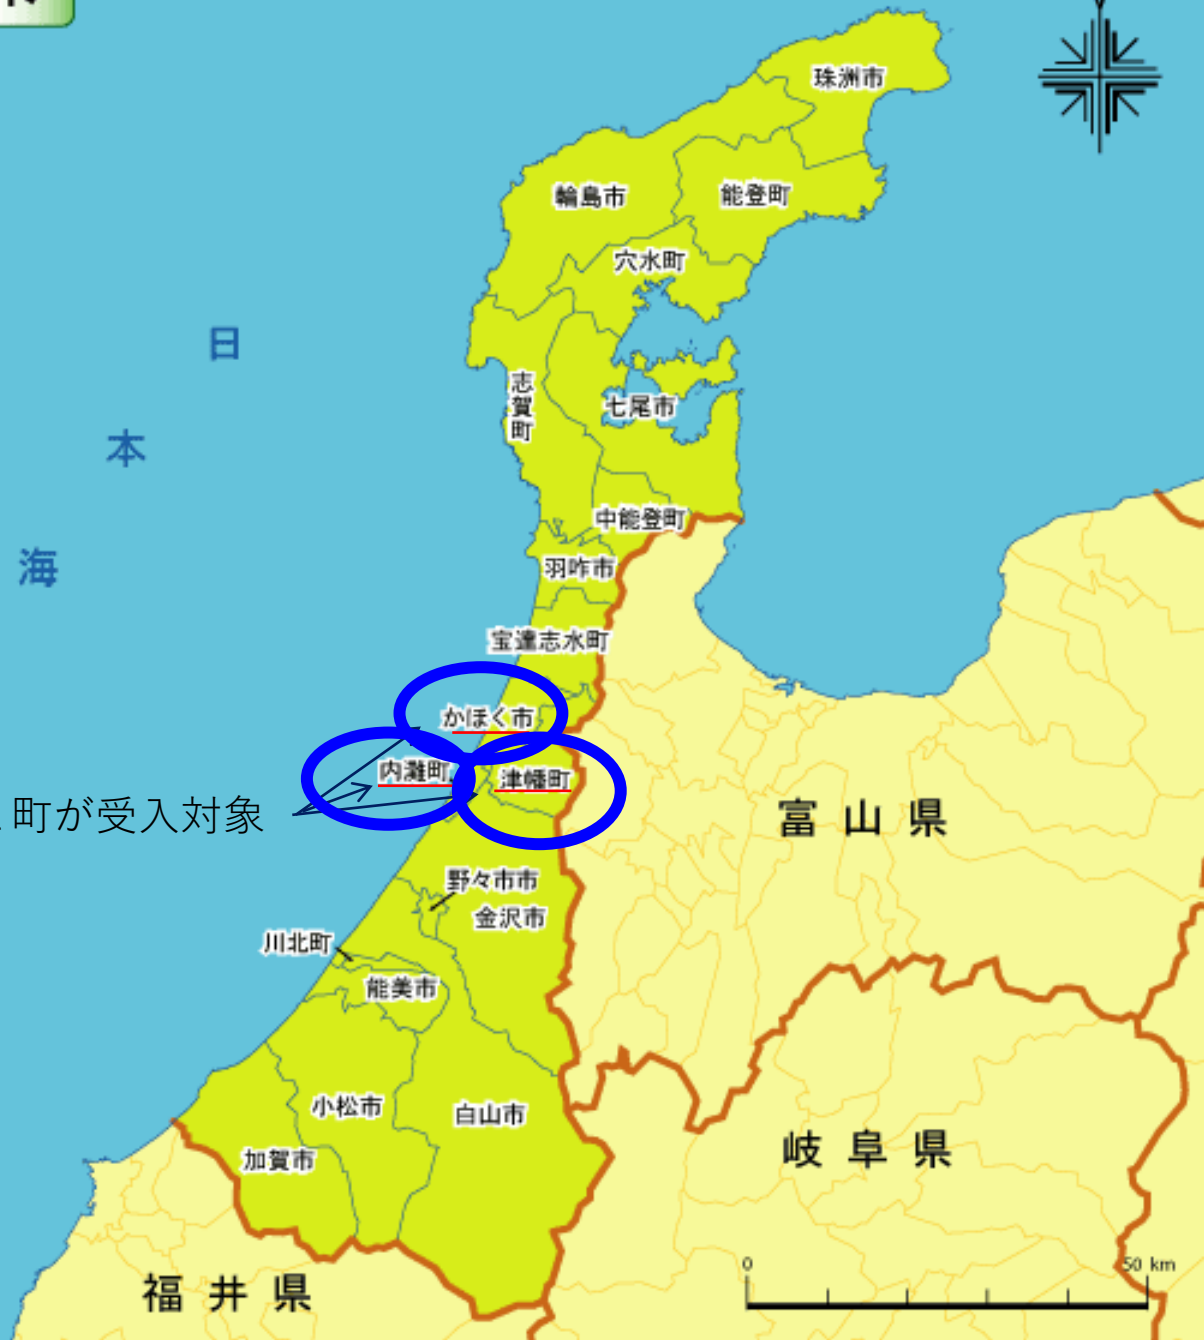 珠洲市
輪島市
能登町
穴水町
日
本
海
志賀町
七尾市
中能登町
羽咋市
宝達志水町
かほく市
内灘町
津幡町
町が受入対象
富山県
野々市市
金沢市
川北町
能美市
小松市
白山市
加賀市
岐阜県
福井県
0
50 km